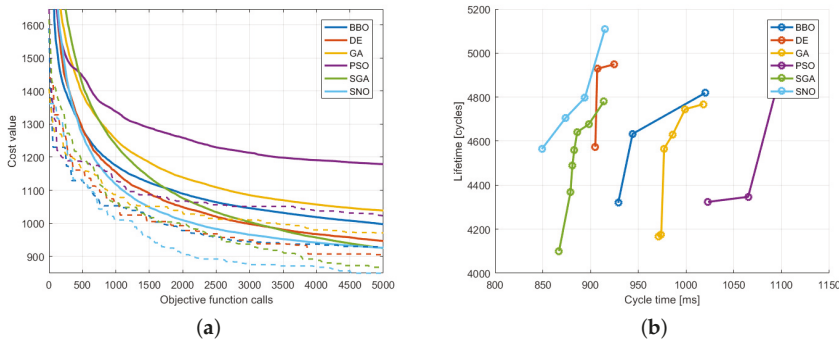 1600
1500
1400
1300
1200
1100
1000
900
Cost value
0
500
1000
1500
2000
2500
3000
3500
4000
4500
5000
Objective function calls
BBO
DE
GA
PSO
SGA
SNO
(a)
5200
5000
4800
4600
4400
4200
4000
Lifetime [cycles]
800
850
900
950
1000
1050
1100
1150
Cycle time [ms]
BBO
DE
GA
PSO
SGA
SNO
(b)